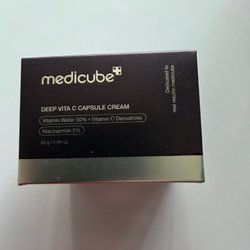 medicube
Dedicated to
real results, medicube
DEEP VITA C CAPSULE CREAM
Vitamin Water 50% • Vitamin C Derivatives
Niacinamide 5%
55 g / 1.94 oz.